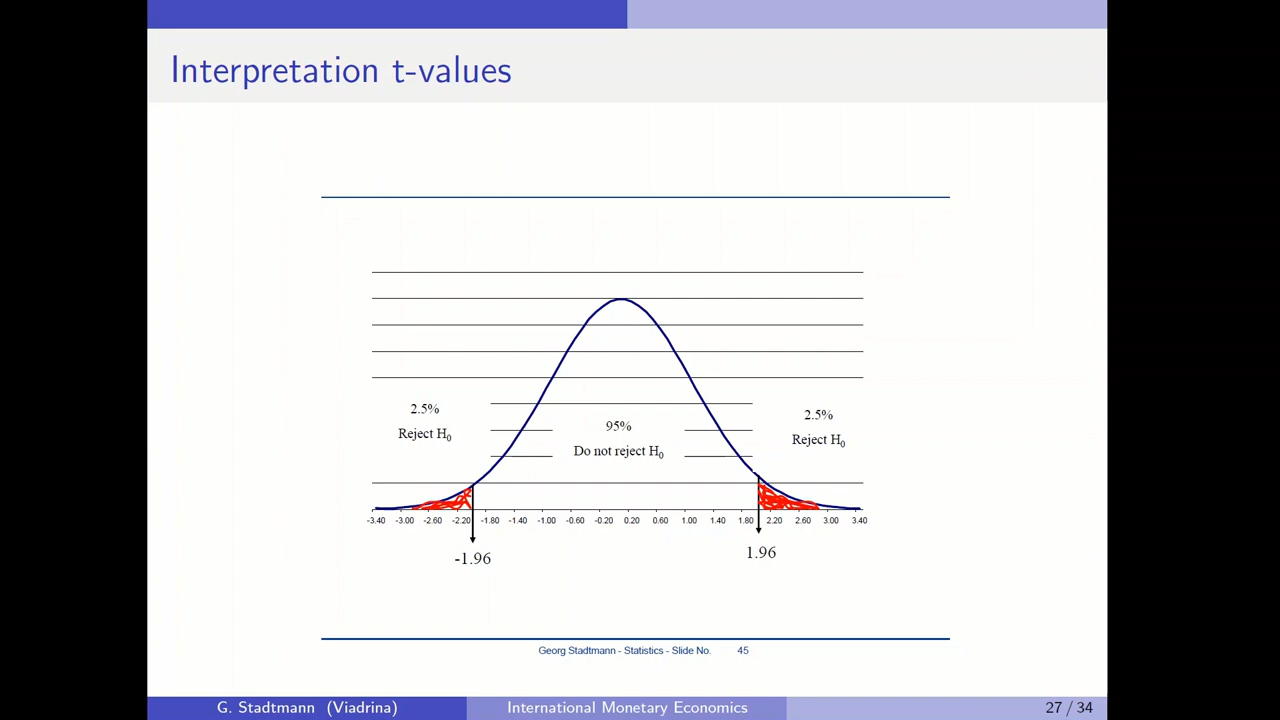 Interpretation t-values
2.5%
Reject H0
95%
Do not reject H0
2.5%
Reject H0
-3.40 -3.00 -2.60 -2.20 -1.80 -1.40 -1.00 -0.60 -0.20 0.20 0.60 1.00 1.40 1.80 2.20 2.60 3.00 3.40
-1.96
1.96
Georg Stadtmann - Statistics - Slide No. 45
G. Stadtmann (Viadrina) International Monetary Economics 27 / 34